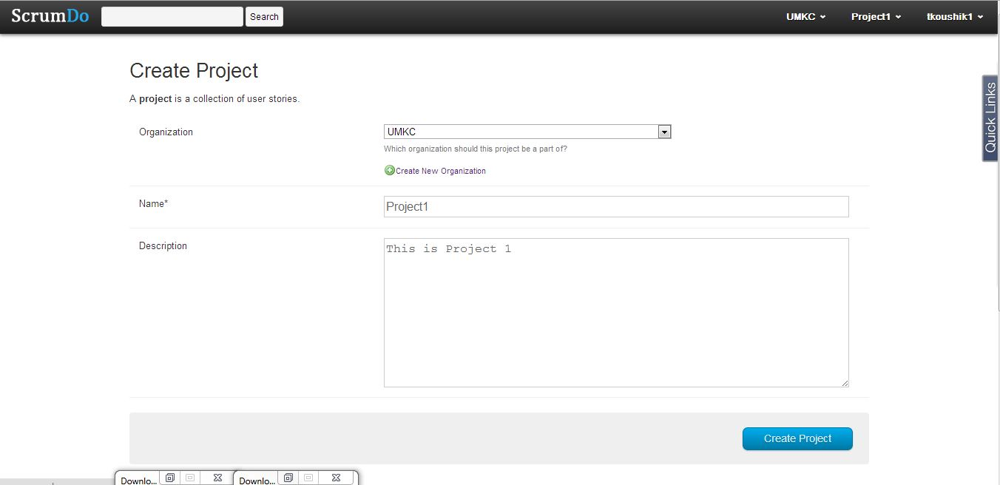 ScrumDo Search UMKC Project1 tkoushik1
Create Project
A project is a collection of user stories.
Quick Links
Organization UMKC
Which organization should this project be a part of?
Create New Organization
Name* Project1
Description This is Project 1
Create Project
Downlo... Downlo...